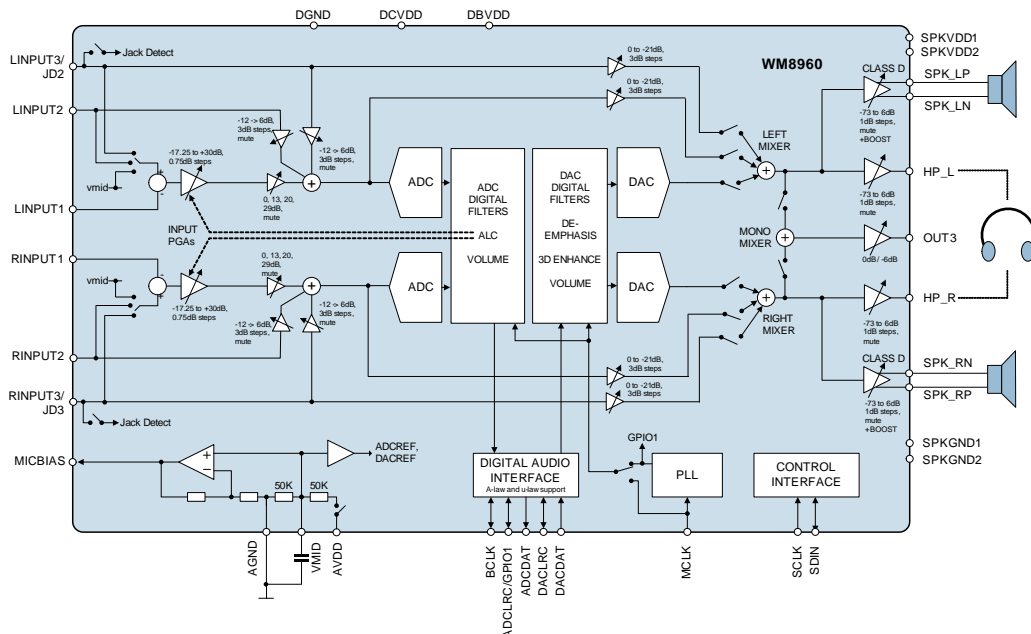 DGND
DCVDD
DBVDD
SPKVDD1
SPKVDD2
WM8960
LINPUT3/
JD2
Jack Detect
0 to -21dB,
3dB steps
0 to -21dB,
3dB steps
CLASS D
SPK_LP
SPK_LN
-73 to 6dB
1dB steps,
mute
+BOOST
LINPUT2
-12 -> 6dB,
3dB steps,
mute
-12 -> 6dB,
3dB steps,
mute
-17.25 to +30dB,
0.75dB steps
vmid
+
-
0, 13, 20,
29dB,
mute
+
ADC
ADC
DIGITAL
FILTERS
ALC
VOLUME
DAC
DIGITAL
FILTERS
DE-
EMPHASIS
3D ENHANCE
VOLUME
DAC
LEFT
MIXER
+
HP_L
-73 to 6dB
1dB steps,
mute
LINPUT1
INPUT
PGAs
MONO
MIXER
+
OUT3
0dB / -6dB
RINPUT1
vmid
-
+
-17.25 to +30dB,
0.75dB steps
0, 13, 20,
29dB,
mute
+
ADC
DAC
+
RIGHT
MIXER
HP_R
-73 to 6dB
1dB steps,
mute
-12 -> 6dB,
3dB steps,
mute
-12 -> 6dB,
3dB steps,
mute
RINPUT2
0 to -21dB,
3dB steps
0 to -21dB,
3dB steps
CLASS D
SPK_RN
SPK_RP
-73 to 6dB
1dB steps,
mute
+BOOST
RINPUT3/
JD3
Jack Detect
SPKGND1
SPKGND2
MICBIAS
+
-
ADCREF,
DACREF
50K
50K
DIGITAL AUDIO
INTERFACE
A-law and u-law support
GPIO1
PLL
CONTROL
INTERFACE
AGND
VMID
AVDD
BCLK
ADCLRC/GPIO1
ADCDAT
DACLRC
DACDAT
MCLK
SCLK
SDIN